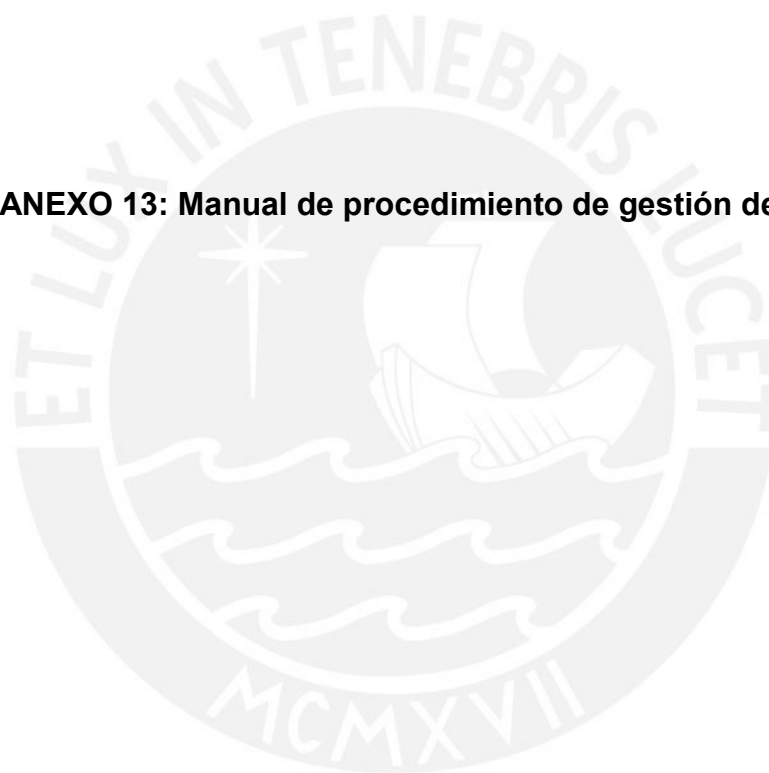 ET LUX IN TENEBRIS LUCET
ANEXO 13: Manual de procedimiento de gestión de
MCMXVII